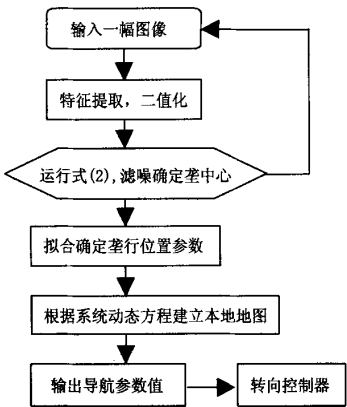 输入一幅图像
特征提取，二值化
运行式(2),滤噪确定垄中心
拟合确定垄行位置参数
根据系统动态方程建立本地地图
输出导航参数值
转向控制器